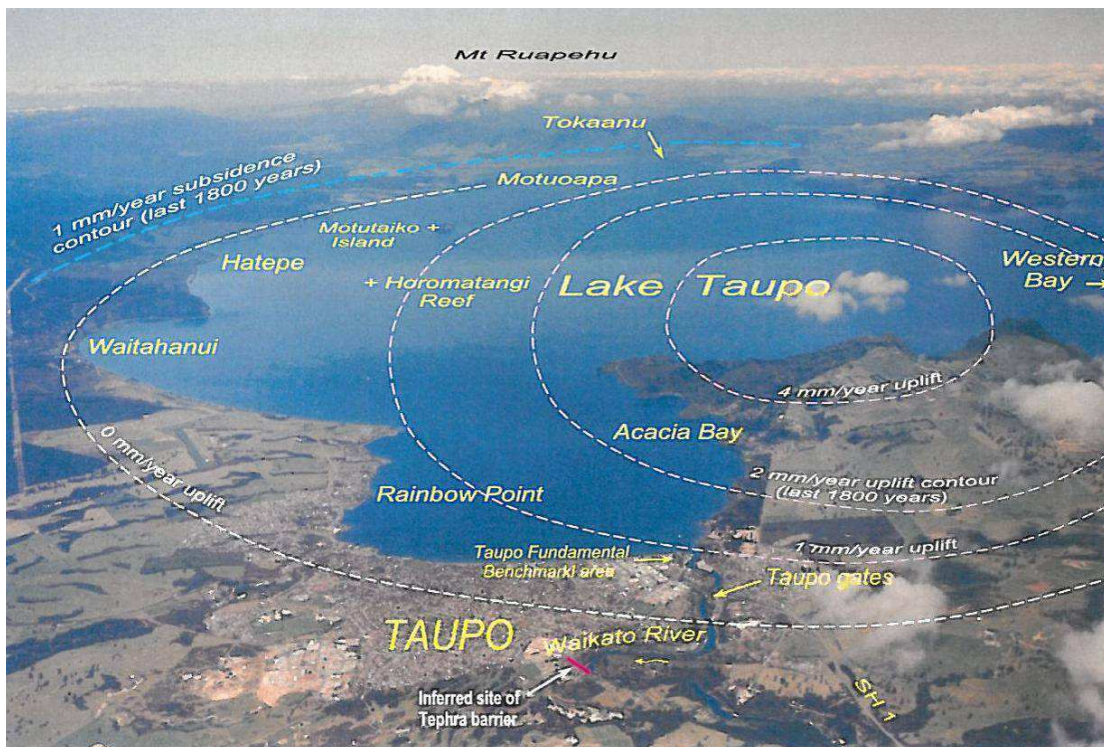 Mt Ruapehu
Tokaanu
1 mm/year subsidence
contour (last 1800 years)
Motuoapa
Motutaiko +
Island
Hatepe
+ Horomatangi
Reef
Lake Taupo
Western
Bay →
Waitahanui
4 mm/year uplift
Acacia Bay
0 mm/year uplift
2 mm/year uplift contour
(last 1800 years)
Rainbow Point
1 mm/year uplift
Taupo Fundamental
Benchmarkl area
Taupo gates
TAUPO
Waikato River
Inferred site of
Tephra barrier
SH 1